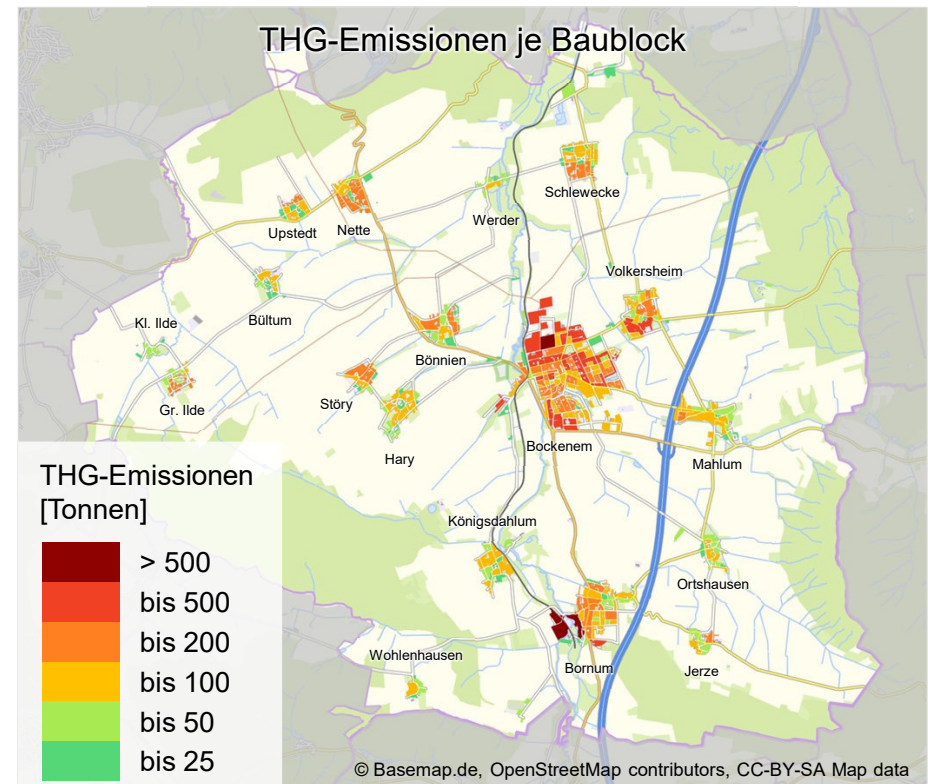 THG-Emissionen je Baublock
Schlewecke
Werder
Upstedt
Nette
Volkersheim
Bültum
Kl. Ilde
Bönnien
Gr. Ilde
Störy
Bockenem
Hary
Mahlum
THG-Emissionen
[Tonnen]
> 500
bis 500
bis 200
bis 100
bis 50
bis 25
Königsdahlum
Ortshausen
Wohlenhausen
Bornum
Jerze
© Basemap.de, OpenStreetMap contributors, CC-BY-SA Map data